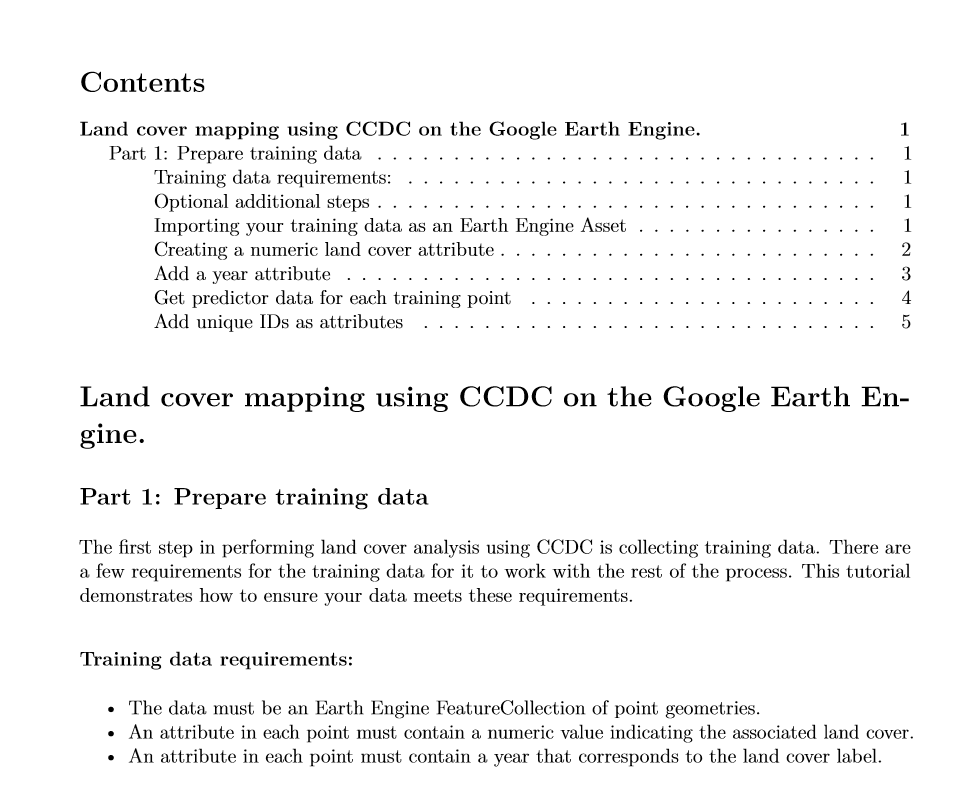 Contents
Land cover mapping using CCDC on the Google Earth Engine. 1
Part 1: Prepare training data . . . . . . . . . . . . . . . . . . . . . . . . . . . . . . . . . 1
Training data requirements: . . . . . . . . . . . . . . . . . . . . . . . . . . . . . . . 1
Optional additional steps . . . . . . . . . . . . . . . . . . . . . . . . . . . . . . . . . 1
Importing your training data as an Earth Engine Asset . . . . . . . . . . . . . . . . 1
Creating a numeric land cover attribute . . . . . . . . . . . . . . . . . . . . . . . . . 2
Add a year attribute . . . . . . . . . . . . . . . . . . . . . . . . . . . . . . . . . . . 3
Get predictor data for each training point . . . . . . . . . . . . . . . . . . . . . . . 4
Add unique IDs as attributes . . . . . . . . . . . . . . . . . . . . . . . . . . . . . . 5
Land cover mapping using CCDC on the Google Earth En-
gine.
Part 1: Prepare training data
The first step in performing land cover analysis using CCDC is collecting training data. There are
a few requirements for the training data for it to work with the rest of the process. This tutorial
demonstrates how to ensure your data meets these requirements.
Training data requirements:
• The data must be an Earth Engine FeatureCollection of point geometries.
• An attribute in each point must contain a numeric value indicating the associated land cover.
• An attribute in each point must contain a year that corresponds to the land cover label.